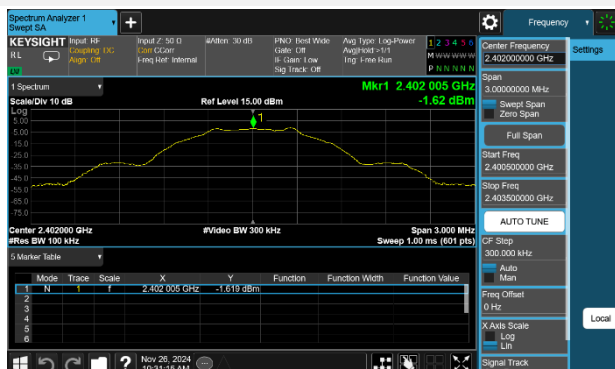 Spectrum Analyzer 1
Swept SA
+
Frequency
KEYSIGHT
RL
Input: RF
Coupling: DC
Align: Off
Input Z: 50 Ω
Corr CCorr
Freq Ref: Internal
#Atten: 30 dB
PNO: Best Wide
Gate: Off
IF Gain: Low
Sig Track: Off
Avg Type: Log-Power
Avg|Hold:>1/1
Trig: Free Run
1 2 3 4 5 6
M W W W W W
P N N N N N
1 Spectrum
Scale/Div 10 dB
Log
Ref Level 15.00 dBm
Mkr1 2.402 005 GHz
-1.62 dBm
5.00
-5.00
-15.0
-25.0
-35.0
-45.0
-55.0
-65.0
-75.0
1
Center 2.402000 GHz
#Res BW 100 kHz
#Video BW 300 kHz
Span 3.000 MHz
Sweep 1.00 ms (601 pts)
5 Marker Table
Mode Trace Scale X Y Function Function Width Function Value
1 N 1 f 2.402 005 GHz -1.619 dBm
2
3
4
5
6
Nov 26, 2024
10:31:15 AM
Center Frequency
2.402000000 GHz
Settings
Span
3.00000000 MHz
Swept Span
Zero Span
Full Span
Start Freq
2.400500000 GHz
Stop Freq
2.403500000 GHz
AUTO TUNE
CF Step
300.000 kHz
Auto
Man
Freq Offset
0 Hz
X Axis Scale
Log
Lin
Local
Signal Track